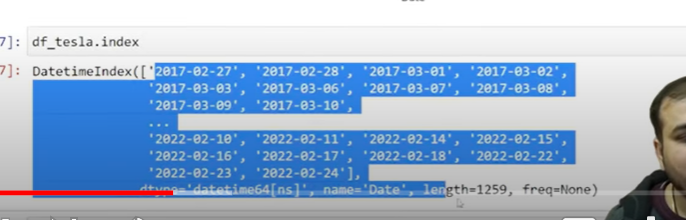 7]: df_tesla.index
7]: DatetimeIndex(['2017-02-27', '2017-02-28', '2017-03-01', '2017-03-02',
'2017-03-03', '2017-03-06', '2017-03-07', '2017-03-08',
'2017-03-09', '2017-03-10',
...
'2022-02-10', '2022-02-11', '2022-02-14', '2022-02-15',
'2022-02-16', '2022-02-17', '2022-02-18', '2022-02-22',
'2022-02-23', '2022-02-24'],
dtype='datetime64[ns]', name='Date', length=1259, freq=None)